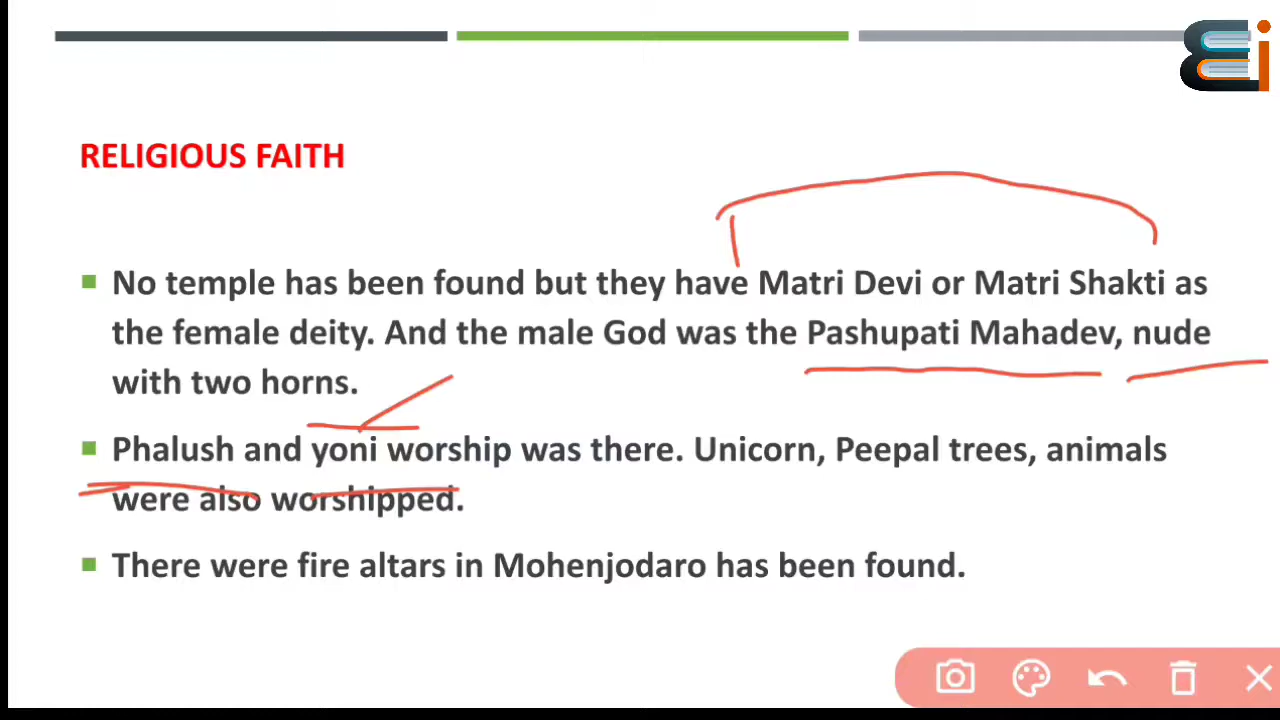 RELIGIOUS FAITH
No temple has been found but they have Matri Devi or Matri Shakti as
the female deity. And the male God was the Pashupati Mahadev, nude
with two horns.
Phalush and yoni worship was there. Unicorn, Peepal trees, animals
were also worshipped.
There were fire altars in Mohenjodaro has been found.